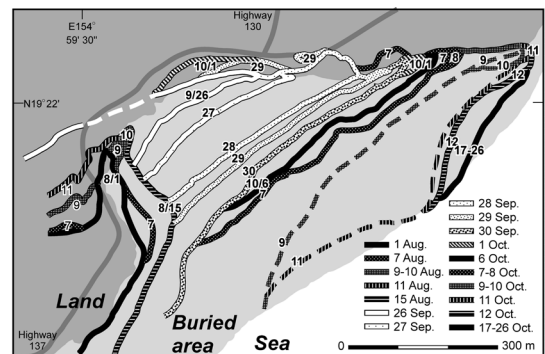 E154°
59' 30"
Highway
130
N19°22'
29
7
29
10/1
10/1
7
8
9
10
11
12
9/26
27
10
9
11
8/1
9
7
7
8/15
28
29
30
10/6
7
9
11
12
17-26
Land
Buried
area
Sea
Highway
137
28 Sep.
29 Sep.
30 Sep.
1 Aug.
7 Aug.
9-10 Aug.
11 Aug.
15 Aug.
26 Sep.
27 Sep.
1 Oct.
6 Oct.
7-8 Oct.
9-10 Oct.
11 Oct.
12 Oct.
17-26 Oct.
0
300 m